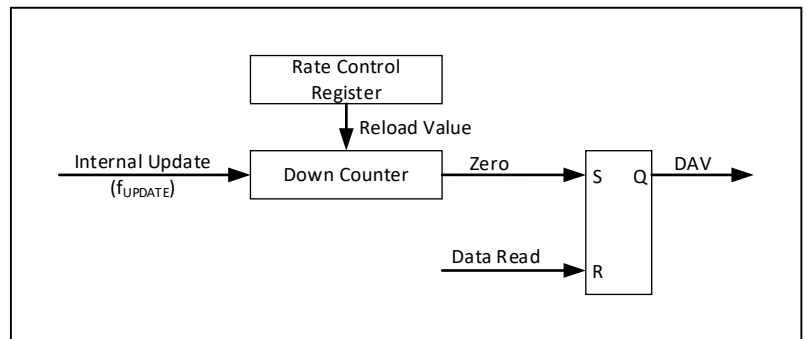 Rate Control
Register
Reload Value
Internal Update
(fUPDATE)
Down Counter
Zero
S
Q
DAV
Data Read
R